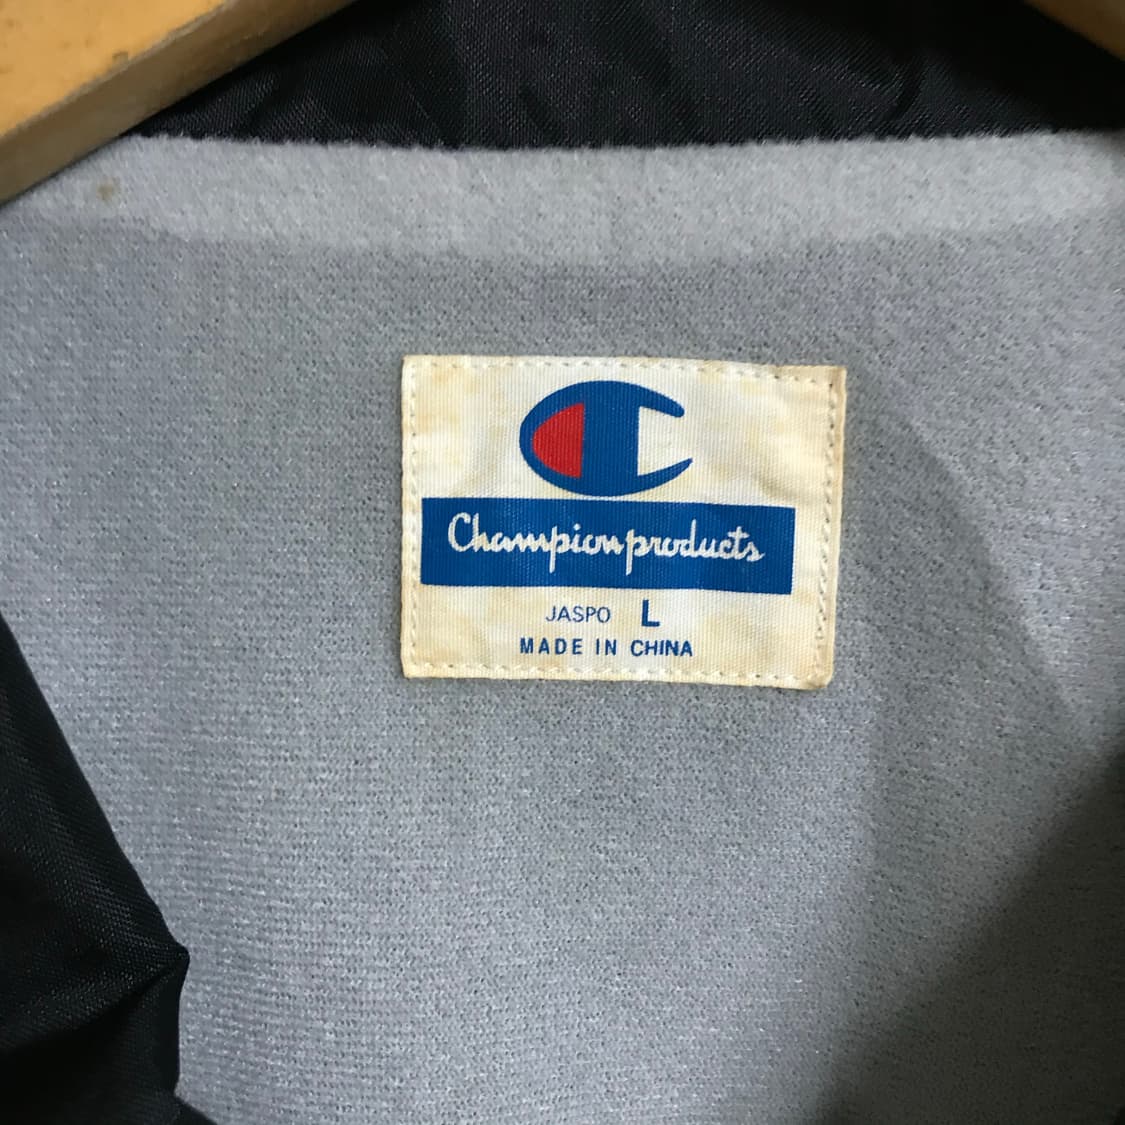 Champion products
JASPO L
MADE IN CHINA